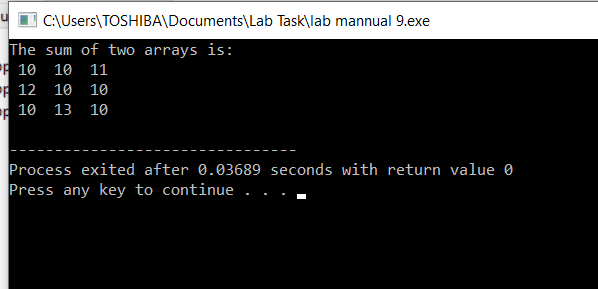 C:\Users\TOSHIBA\Documents\Lab Task\lab mannual 9.exe
The sum of two arrays is:
10 10 11
12 10 10
10 13 10
--------------------------------
Process exited after 0.03689 seconds with return value 0
Press any key to continue . . .